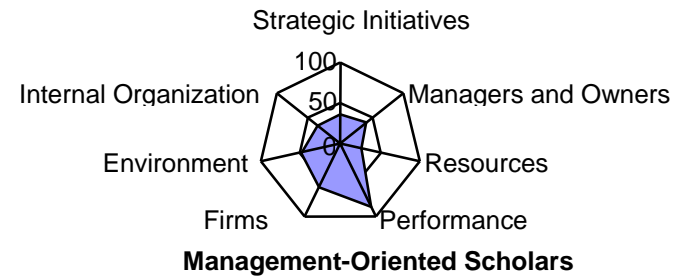 Strategic Initiatives
100
Internal Organization
50
Managers and Owners
0
Environment
Resources
Firms
Performance
Management-Oriented Scholars